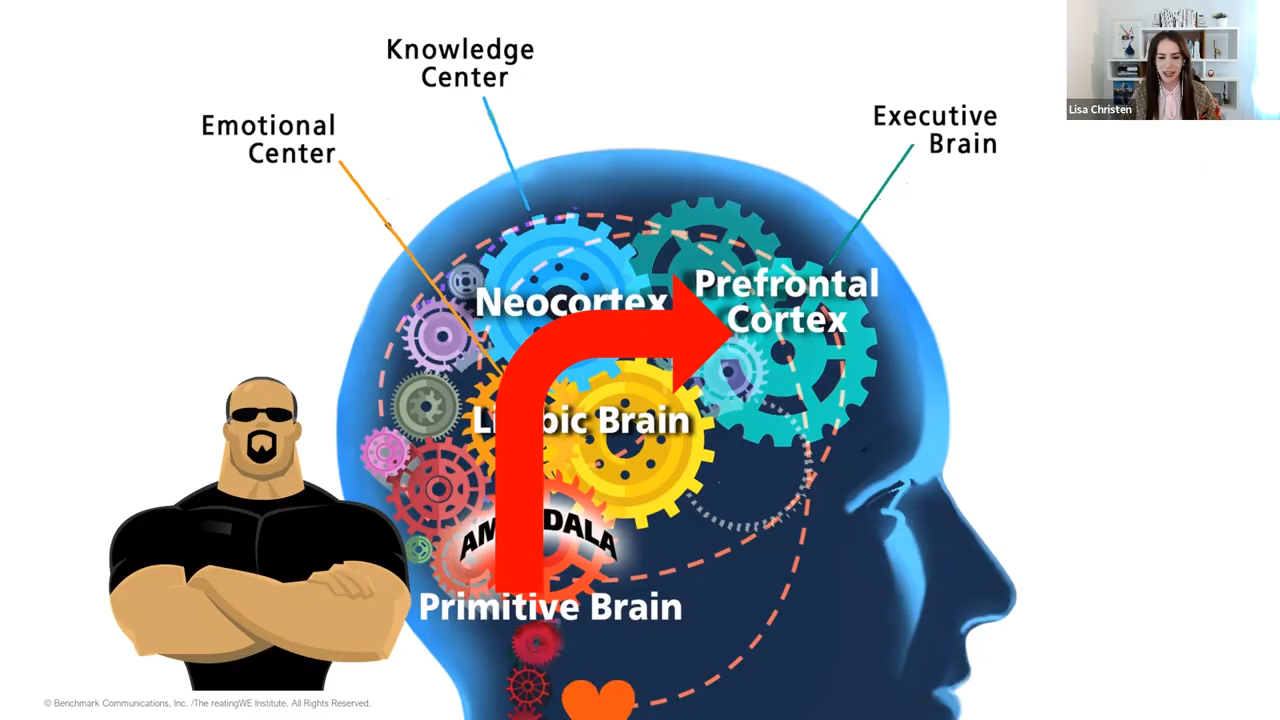 Knowledge
Center
Emotional
Center
Executive
Brain
Lisa Christen
Prefrontal
Cortex
Neocortex
Brain
Primitive Brain
© Benchmark Communications, Inc. /The reatingWE Institute. All Rights Reserved.